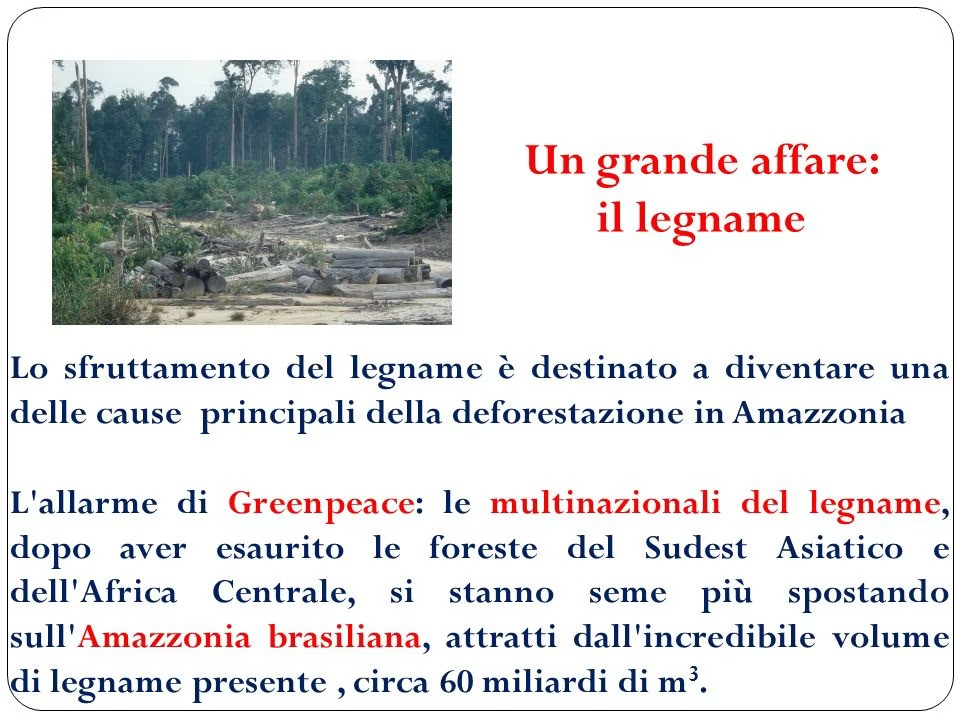 Un grande affare:
il legname
Lo sfruttamento del legname è destinato a diventare una
delle cause principali della deforestazione in Amazzonia
L'allarme di Greenpeace: le multinazionali del legname,
dopo aver esaurito le foreste del Sudest Asiatico e
dell'Africa Centrale, si stanno seme più spostando
sull'Amazzonia brasiliana, attratti dall'incredibile volume
di legname presente , circa 60 miliardi di m³.